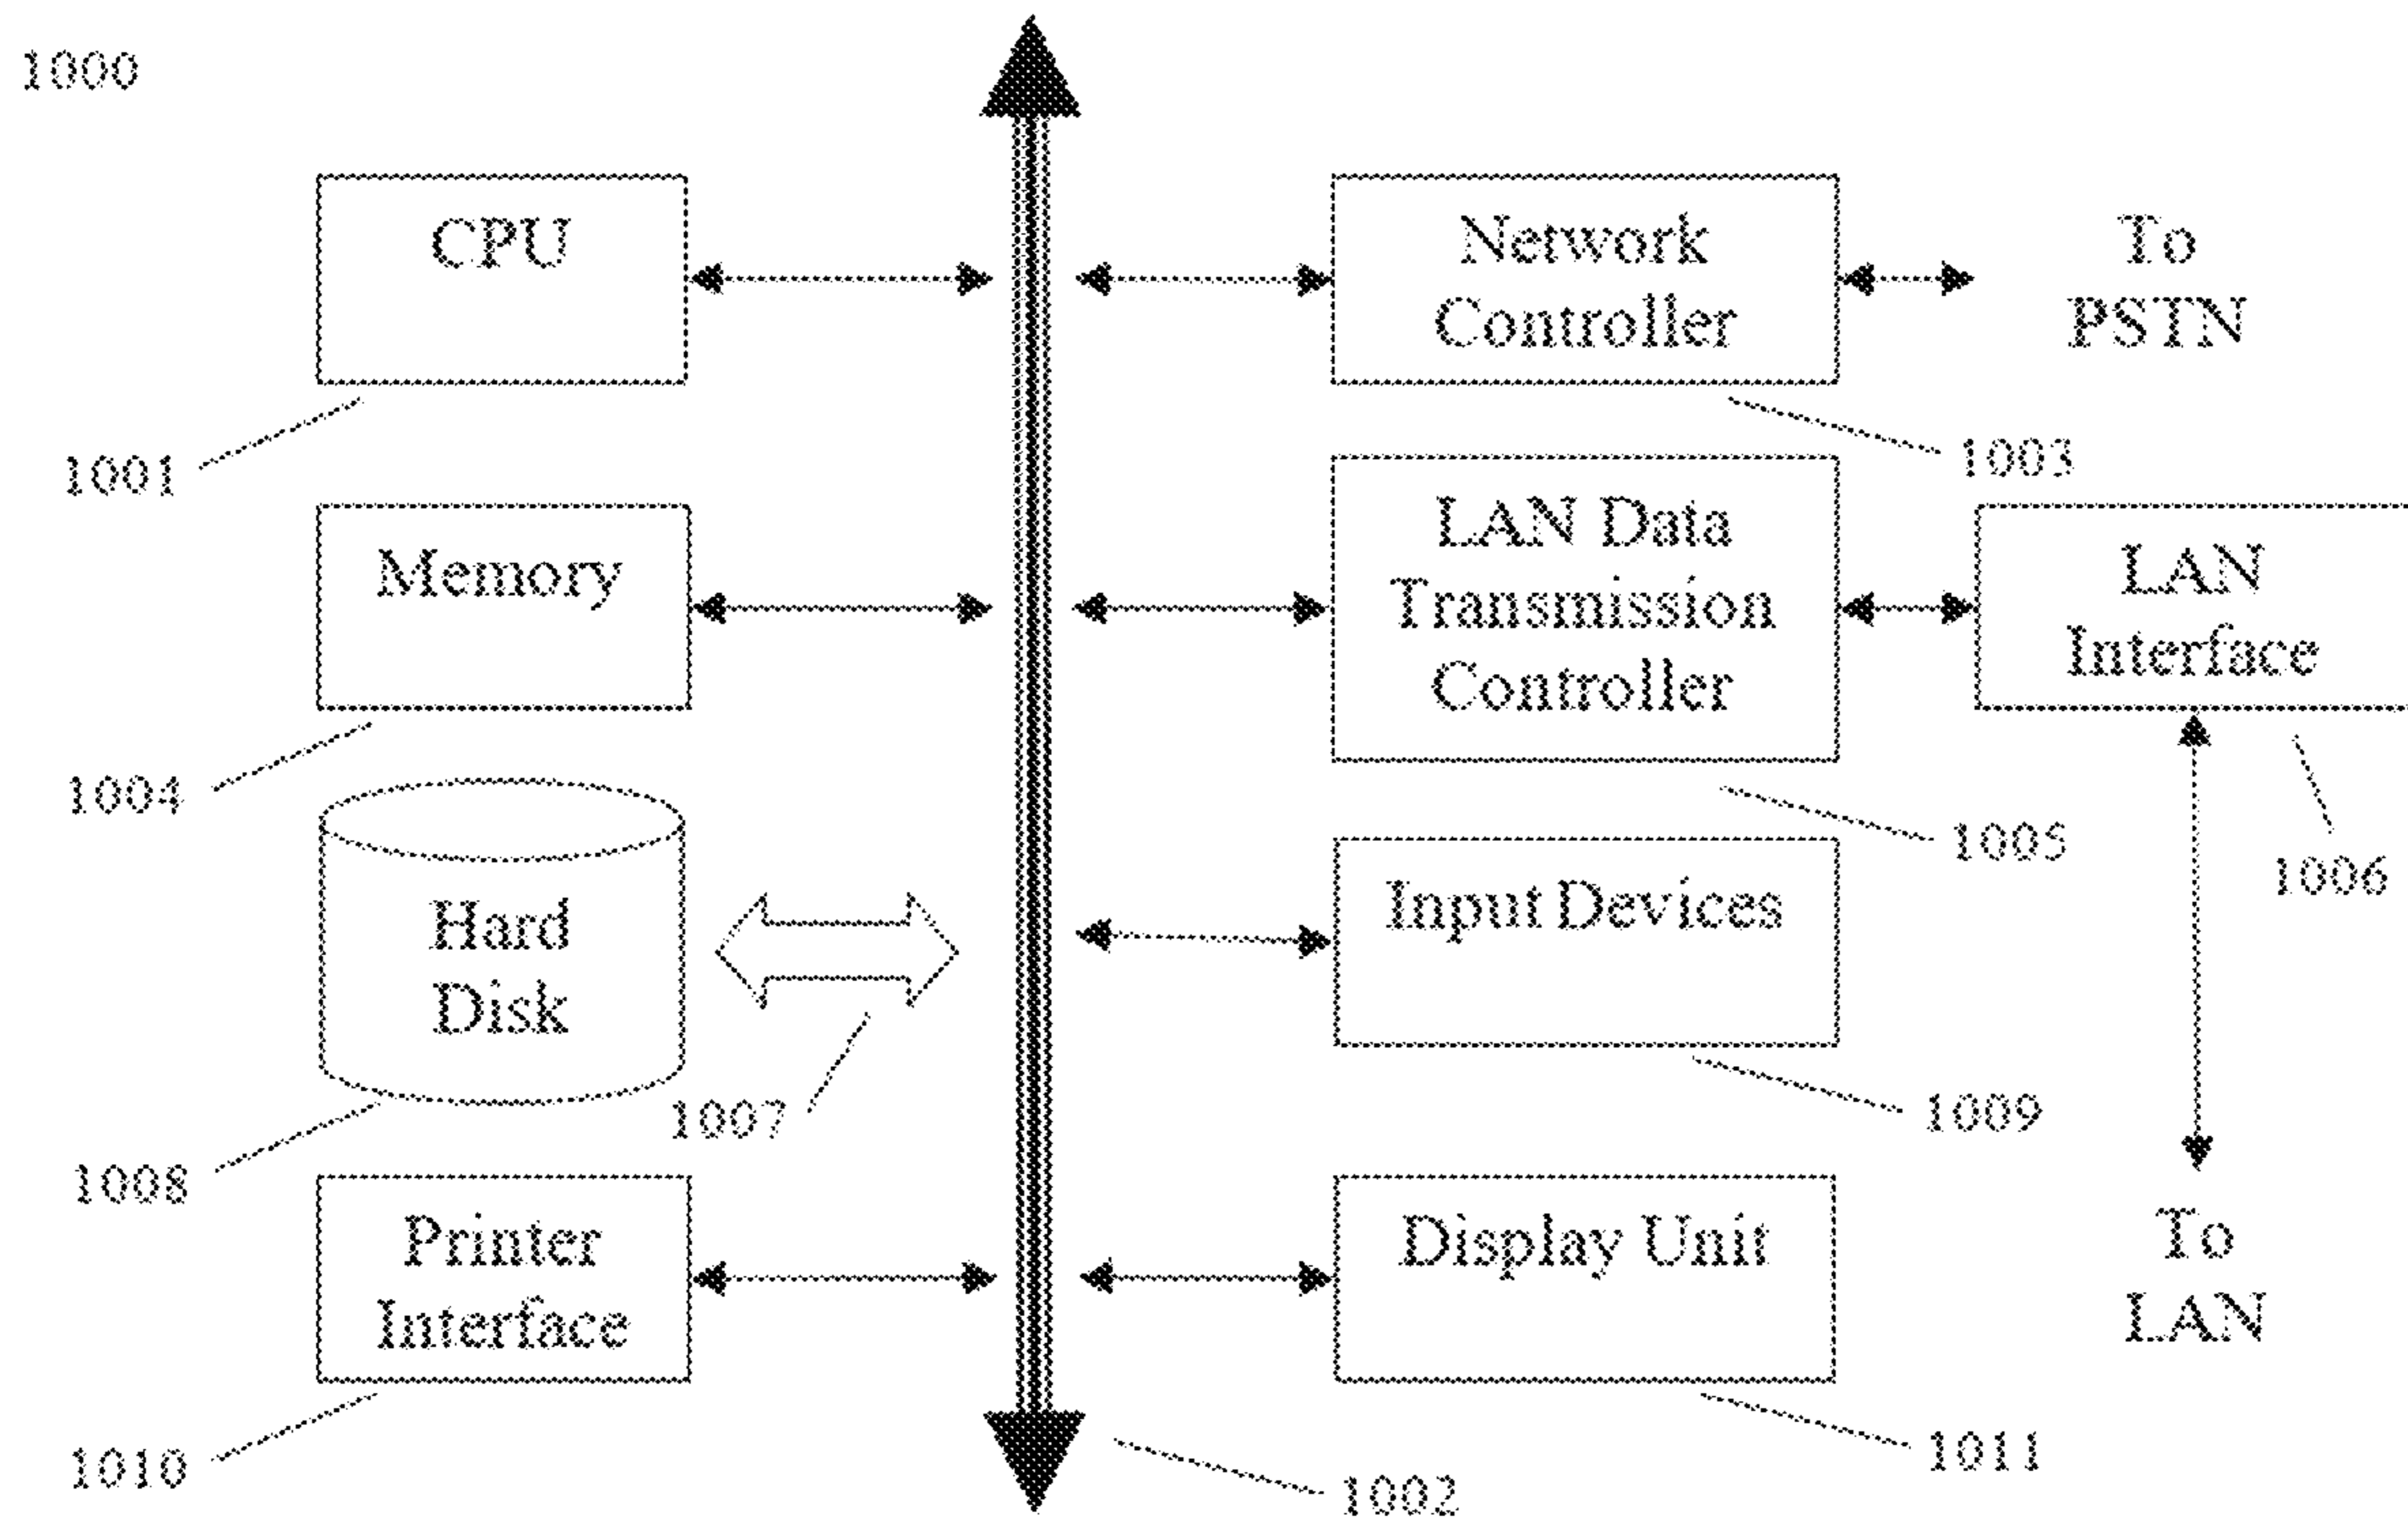 1000
CPU
Network
Controller
To
PSTN
1001
1003
Memory
LAN Data
Transmission
Controller
LAN
Interface
1004
1005
1006
Hard
Disk
Input Devices
1007
1008
1009
Printer
Interface
Display Unit
To
LAN
1010
1011
1002